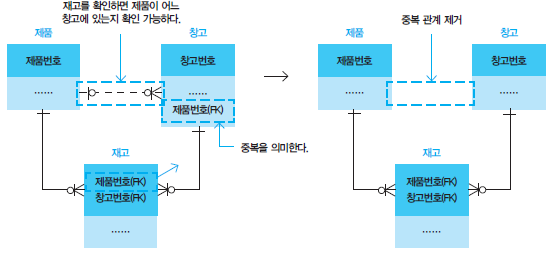 재고를 확인하면 제품이 어느
창고에 있는지 확인 가능하다.
제품
창고
제품번호
창고번호
......
......
제품번호(FK)
중복을 의미한다.
재고
제품번호(FK)
창고번호(FK)
......
중복 관계 제거
제품
창고
제품번호
창고번호
......
......
재고
제품번호(FK)
창고번호(FK)
......